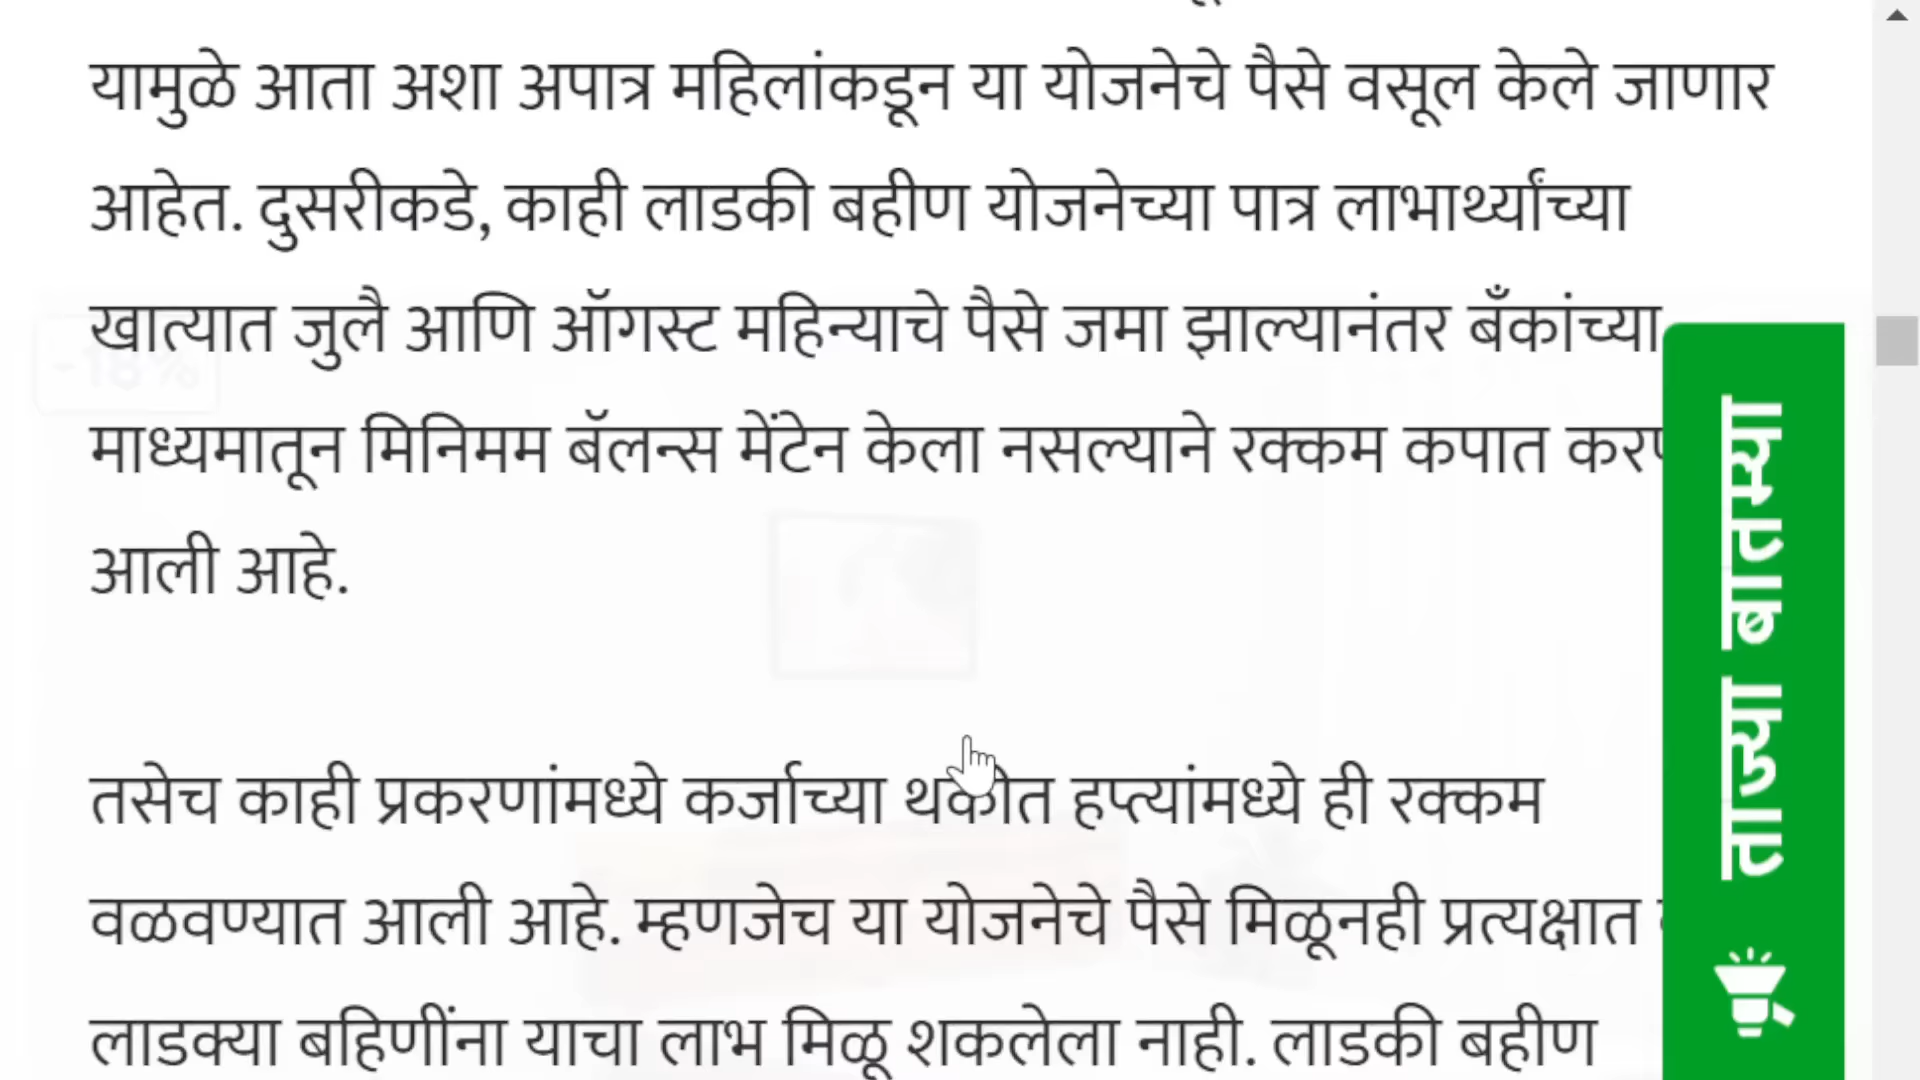 यामुळे आता अशा अपात्र महिलांकडून या योजनेचे पैसे वसूल केले जाणार
आहेत. दुसरीकडे, काही लाडकी बहीण योजनेच्या पात्र लाभार्थ्यांच्या
खात्यात जुलै आणि ऑगस्ट महिन्याचे पैसे जमा झाल्यानंतर बँकांच्या
-18%
माध्यमातून मिनिमम बॅलन्स मेंटेन केला नसल्याने रक्कम कपात
आली आहे.
तसेच काही प्रकरणांमध्ये कर्जाच्या थकीत हप्त्यांमध्ये ही रक्कम
वळवण्यात आली आहे. म्हणजेच या योजनेचे पैसे मिळूनही प्रत्यक्षात
लाडक्या बहिणींना याचा लाभ मिळू शकलेला नाही. लाडकी बहीण
ताज्या बातम्या